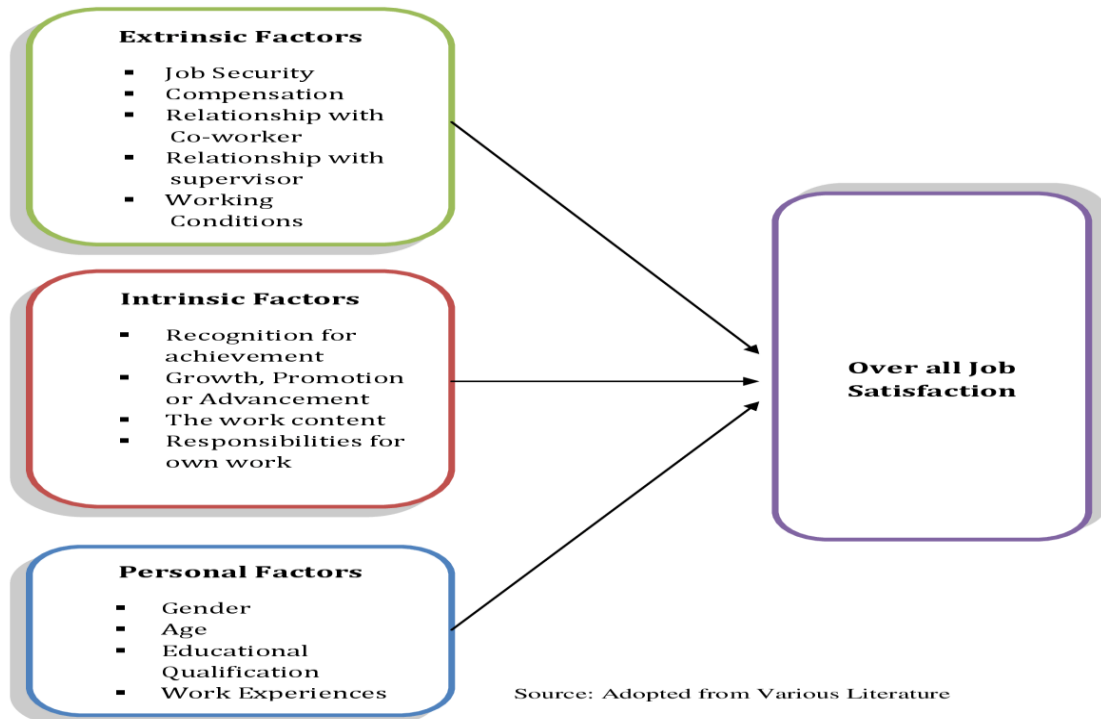 Extrinsic Factors
▪ Job Security
▪ Compensation
▪ Relationship with
Co-worker
▪ Relationship with
supervisor
▪ Working
Conditions
Intrinsic Factors
▪ Recognition for
achievement
▪ Growth, Promotion
or Advancement
▪ The work content
▪ Responsibilities for
own work
Personal Factors
▪ Gender
▪ Age
▪ Educational
Qualification
▪ Work Experiences
Over all Job
Satisfaction
Source: Adopted from Various Literature